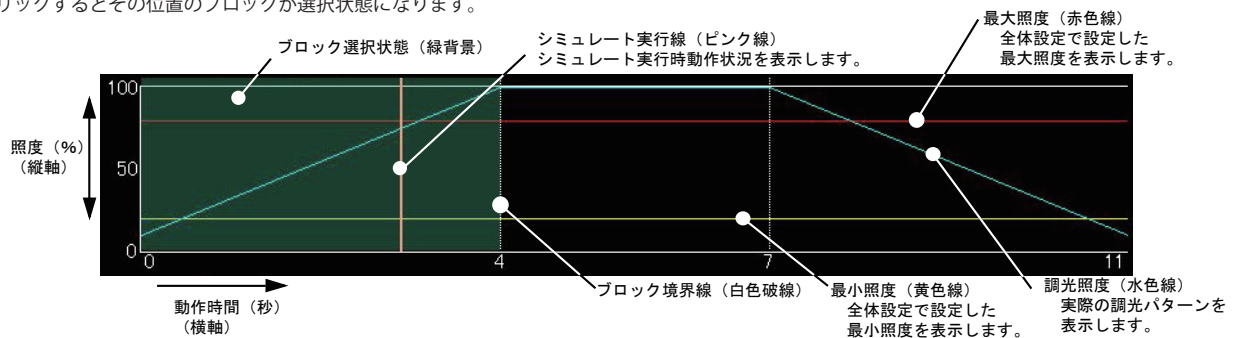 リックするとその位置のブロックが選択状態になります。
最大照度（赤色線）
全体設定で設定した
最大照度を表示します。
シミュレート実行線（ピンク線）
シミュレート実行時動作状況を表示します。
ブロック選択状態（緑背景）
100
照度（%）
（縦軸）
50
0
0
4
7
11
動作時間（秒）
（横軸）
ブロック境界線（白色破線）
最小照度（黄色線）
全体設定で設定した
最小照度を表示します。
調光照度（水色線）
実際の調光パターンを
表示します。